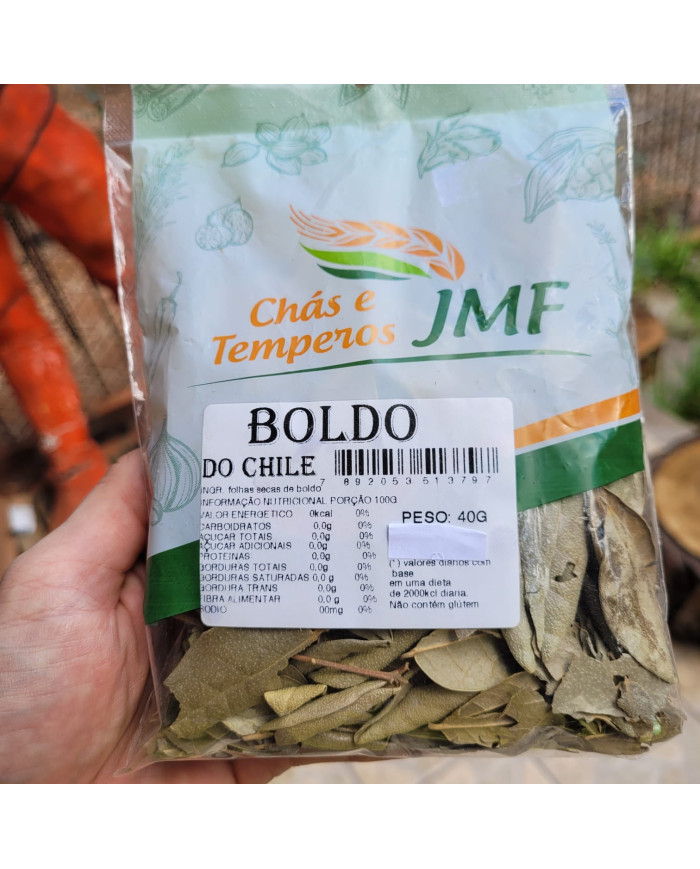 Chás e
Temperos
JMF
BOLDO
DO CHILE
7 892053 513797
INGR. folhas secas de boldo
INFORMAÇÃO NUTRICIONAL PORÇÃO 100G
VALOR ENERGETICO 0kcal 0%
CARBOIDRATOS 0,0g 0%
AÇUCAR TOTAIS 0,0g 0%
AÇUCAR ADICIONAIS 0,0g 0%
PROTEINAS 0,0g 0%
GORDURAS TOTAIS 0,0g 0%
GORDURAS SATURADAS 0,0 g 0%
GORDURA TRANS 0,0g 0%
FIBRA ALIMENTAR 0,0 g 0%
SODIO 00mg 0%
PESO: 40G
(*) valores diarios com
base
em uma dieta
de 2000kcl diaria.
Não contêm glútem